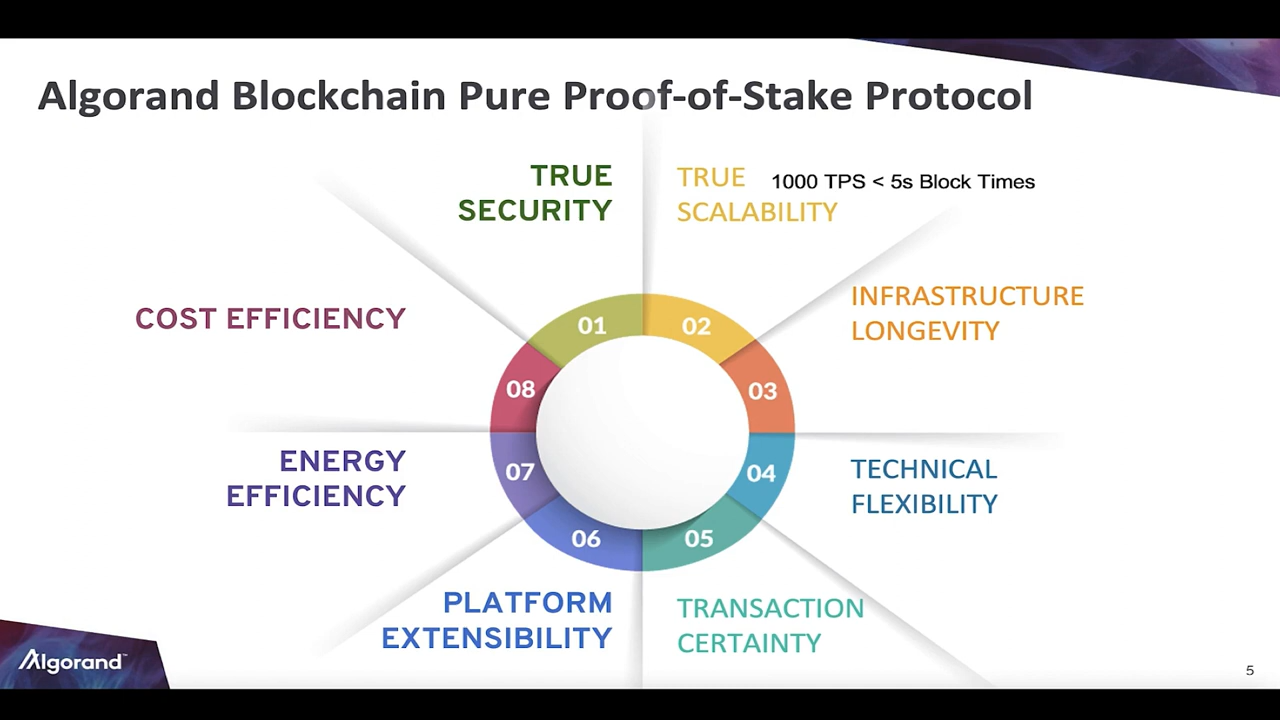 Algorand Blockchain Pure Proof-of-Stake Protocol
TRUE
SECURITY
TRUE
SCALABILITY
1000 TPS < 5s Block Times
COST EFFICIENCY
INFRASTRUCTURE
LONGEVITY
01
02
08
03
07
04
06
05
ENERGY
EFFICIENCY
TECHNICAL
FLEXIBILITY
PLATFORM
EXTENSIBILITY
TRANSACTION
CERTAINTY
Algorand™
5